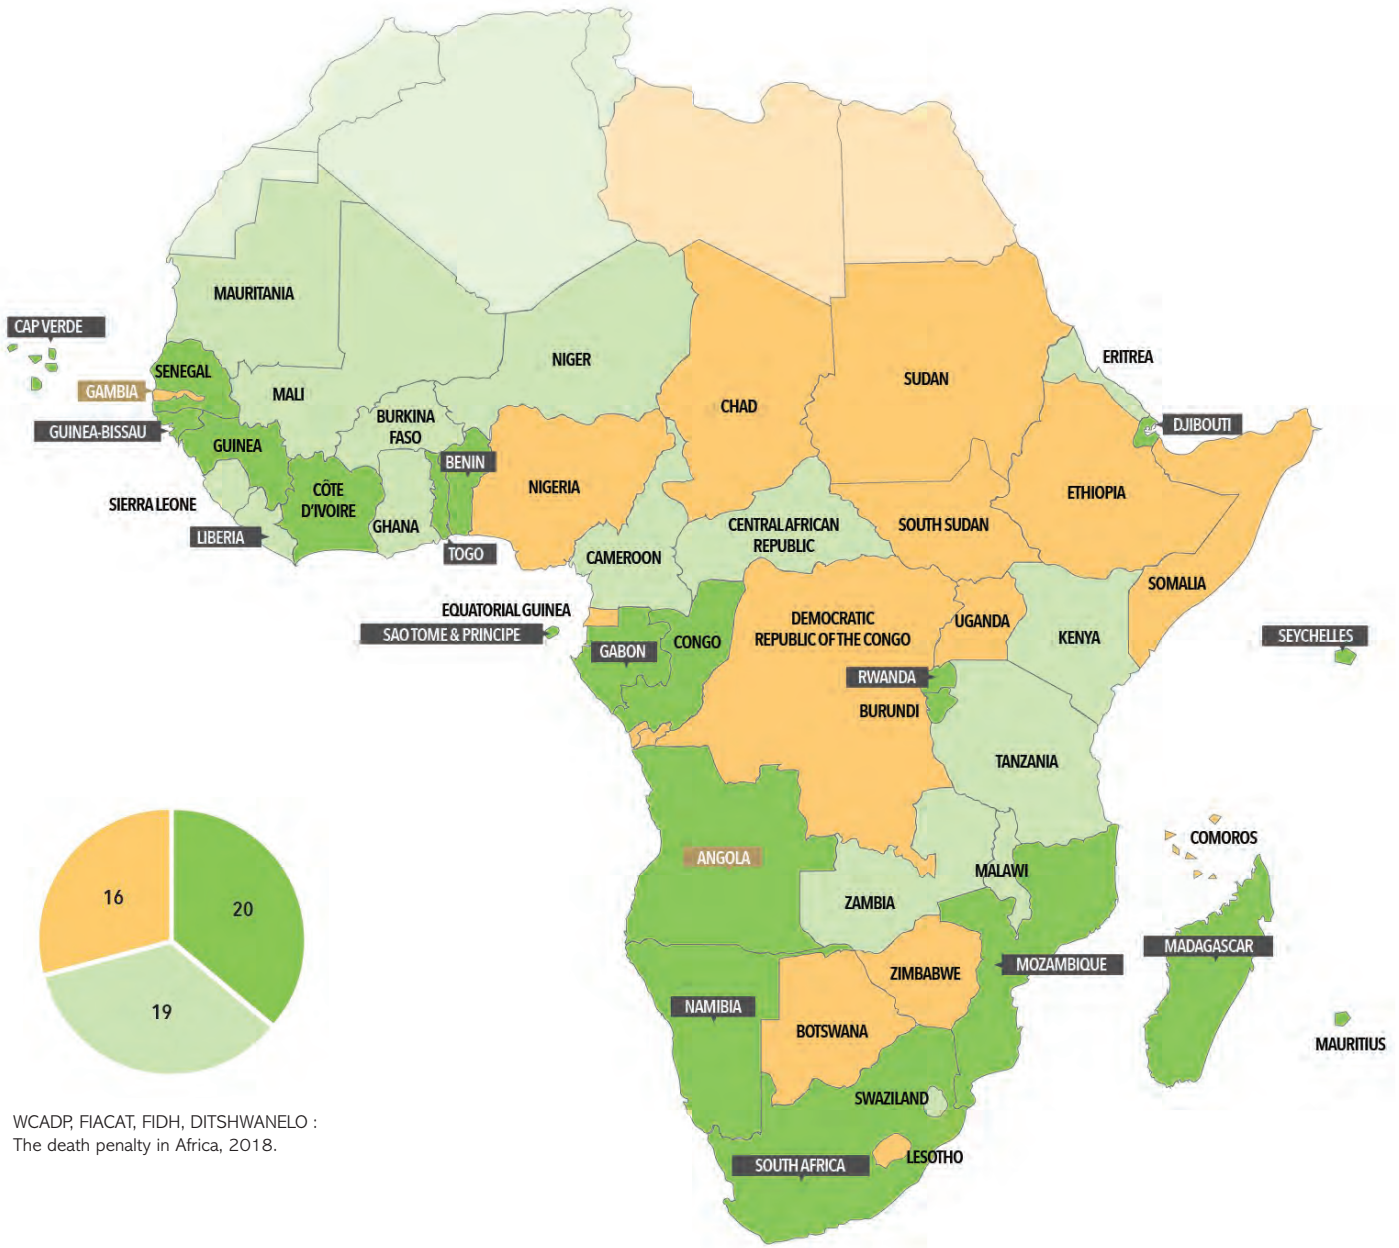 MAURITANIA
CAP VERDE
NIGER
ERITREA
SENEGAL
SUDAN
GAMBIA
MALI
CHAD
BURKINA
FASO
DJIBOUTI
GUINEA-BISSAU
GUINEA
BENIN
NIGERIA
CÔTE
D'IVOIRE
ETHIOPIA
SIERRA LEONE
GHANA
CENTRAL AFRICAN
REPUBLIC
SOUTH SUDAN
LIBERIA
TOGO
CAMEROON
SOMALIA
EQUATORIAL GUINEA
DEMOCRATIC
REPUBLIC OF THE CONGO
UGANDA
SAO TOME & PRINCIPE
CONGO
KENYA
SEYCHELLES
GABON
RWANDA
BURUNDI
TANZANIA
COMOROS
ANGOLA
MALAWI
16
20
ZAMBIA
MADAGASCAR
MOZAMBIQUE
ZIMBABWE
NAMIBIA
19
BOTSWANA
MAURITIUS
SWAZILAND
WCADP, FIACAT, FIDH, DITSHWANELO :
The death penalty in Africa, 2018.
LESOTHO
SOUTH AFRICA